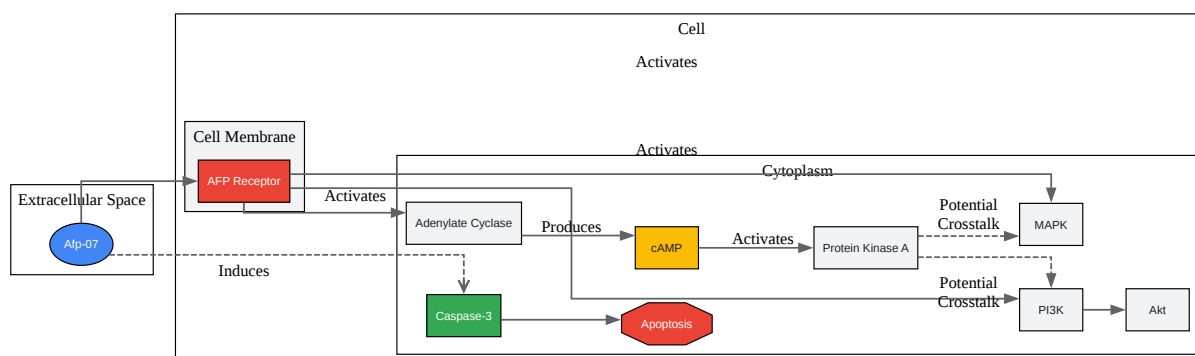 Cell
Activates
Cell Membrane
Activates
Cytoplasm
AFP Receptor
Extracellular Space
Activates
Adenylate Cyclase
Produces
Potential
Crosstalk
MAPK
Afp-07
cAMP
Activates
Protein Kinase A
Induces
Potential
Crosstalk
Caspase-3
Apoptosis
PI3K
Akt